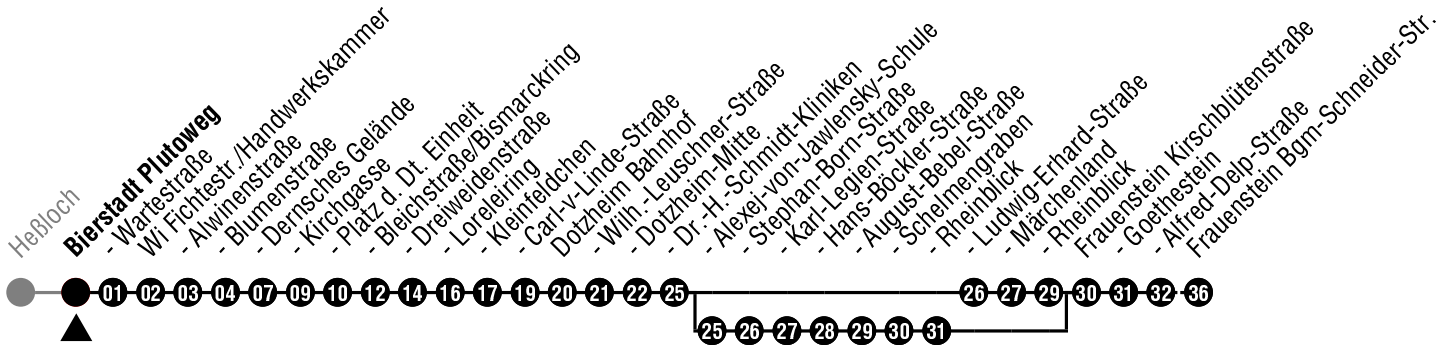 Heßloch
Bierstadt Plutoweg
- Wartestraße
Wi Fichtestr./Handwerkskammer
- Alwinenstraße
- Blumenstraße
- Dernsches Gelände
- Kirchgasse
- Platz d. Dt. Einheit
- Bleichstraße/Bismarckring
- Dreiweidenstraße
- Loreleiring
- Kleinfeldchen
- Carl-v-Linde-Straße
Dotzheim Bahnhof
- Wilh.-Leuschner-Straße
- Dotzheim-Mitte
- Dr.-H.-Schmidt-Kliniken
- Alexej-von-Jawlensky-Schule
- Stephan-Born-Straße
- Karl-Legien-Straße
- Hans-Böckler-Straße
- August-Bebel-Straße
- Schelmengraben
- Rheinblick
- Ludwig-Erhard-Straße
- Märchenland
- Rheinblick
Frauenstein Kirschblütenstraße
- Goethestein
- Alfred-Delp-Straße
Frauenstein Bgm-Schneider-Str.
01 02 03 04 07 09 10 12 14 16 17 19 20 21 22 25 26 27 29 30 31 32 36
25 26 27 28 29 30 31